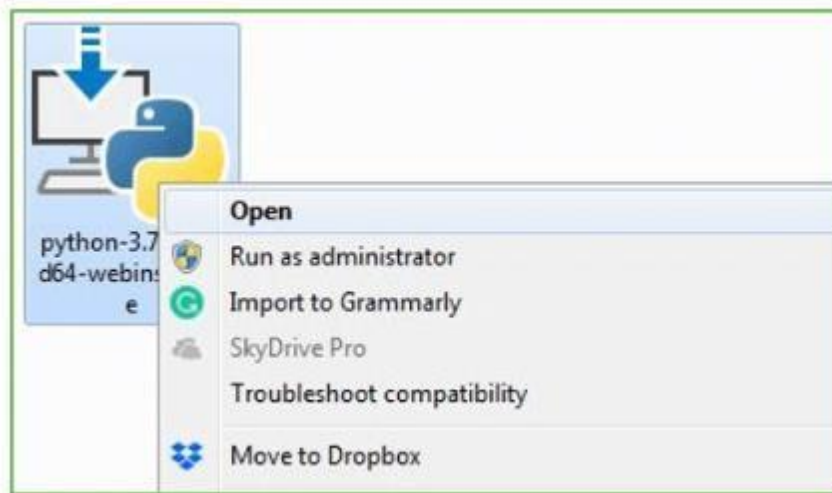 python-3.7
d64-webins
e
Open
Run as administrator
Import to Grammarly
SkyDrive Pro
Troubleshoot compatibility
Move to Dropbox